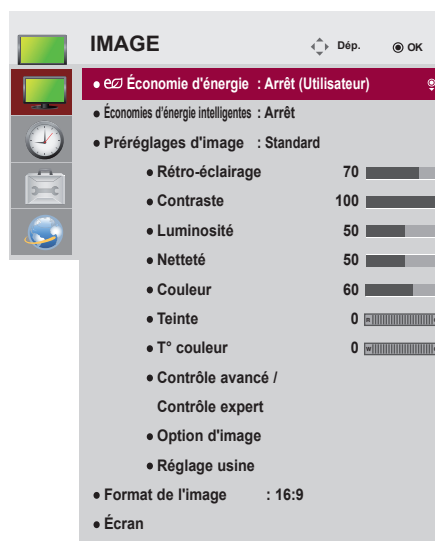 IMAGE Dép. OK
● Économie d'énergie : Arrêt (Utilisateur)
● Économies d'énergie intelligentes : Arrêt
● Préréglages d'image : Standard
● Rétro-éclairage 70
● Contraste 100
● Luminosité 50
● Netteté 50
● Couleur 60
● Teinte 0 R
● T° couleur 0 W
● Contrôle avancé /
Contrôle expert
● Option d'image
● Réglage usine
● Format de l'image : 16:9
● Écran